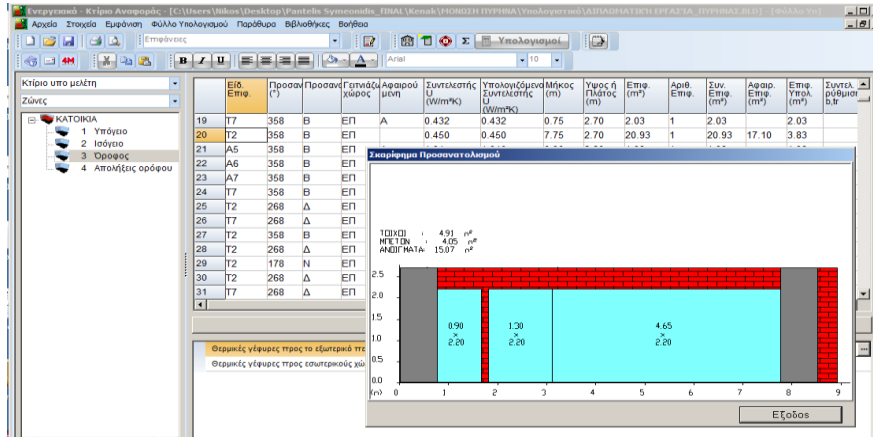 Ενεργειακό - Κτίριο Αναφοράς - [C:\Users\Nikos\Desktop\Pantelis Symeonidis_FINAL\Kenak\ΜΟΝΩΣΗ ΠΥΡΗΝΑ\Υπολογιστικό\ΔΙΠΛΩΜΑΤΙΚΗ ΕΡΓΑΣΙΑ_ΠΥΡΗΝΑΣ.BLD] - [Φύλλο Υπ]
Αρχεία Στοιχεία Εμφάνιση Φύλλο Υπολογισμού Παράθυρα Βιβλιοθήκες Βοήθεια
Επιφάνειες Υπολογισμοί
4M B I U A Arial 10
Κτίριο υπο μελέτη
Ζώνες
ΚΑΤΟΙΚΙΑ
1 Υπόγειο
2 Ισόγειο
3 Όροφος
4 Απολήξεις ορόφου
Είδ. Επιφ. Προσαν (°) Προσανα Γειτνιάζω χώρος Αφαιρού μενη Συντελεστής U (W/m²K) Υπολογιζόμενο Συντελεστής U (W/m²K) Μήκος (m) Υψος ή Πλάτος (m) Επιφ. (m²) Αριθ. Επιφ. Συν. Επιφ. (m²) Αφαιρ. Επιφ. (m²) Επιφ. Υπολ. (m²) Συντελ. ρύθμιση b,tr
19 T7 358 Β ΕΠ Α 0.432 0.432 0.75 2.70 2.03 1 2.03 2.03
20 T2 358 Β ΕΠ 0.450 0.450 7.75 2.70 20.93 1 20.93 17.10 3.83
21 A5 358 Β ΕΠ
22 A6 358 Β ΕΠ
23 A7 358 Β ΕΠ
24 T7 358 Β ΕΠ
25 T2 268 Δ ΕΠ
26 T7 268 Δ ΕΠ
27 T2 358 Β ΕΠ
28 T2 268 Δ ΕΠ
29 T2 178 Ν ΕΠ
30 T2 268 Δ ΕΠ
31 T7 268 Δ ΕΠ
Θερμικές γέφυρες προς το εξωτερικό πε
Θερμικές γέφυρες προς εσωτερικούς χώ
Σκαρίφημα Προσανατολισμού
ΤΟΙΧΟΙ : 4.91 m²
ΜΠΕΤΟΝ : 4.05 m²
ΑΝΟΙΓΜΑΤΑ: 15.07 m²
2.5
2.0
1.5
1.0
0.5
0.0
0.90 × 2.20
1.30 × 2.20
4.65 × 2.20
(m) 0 1 2 3 4 5 6 7 8 9
Εξοδος